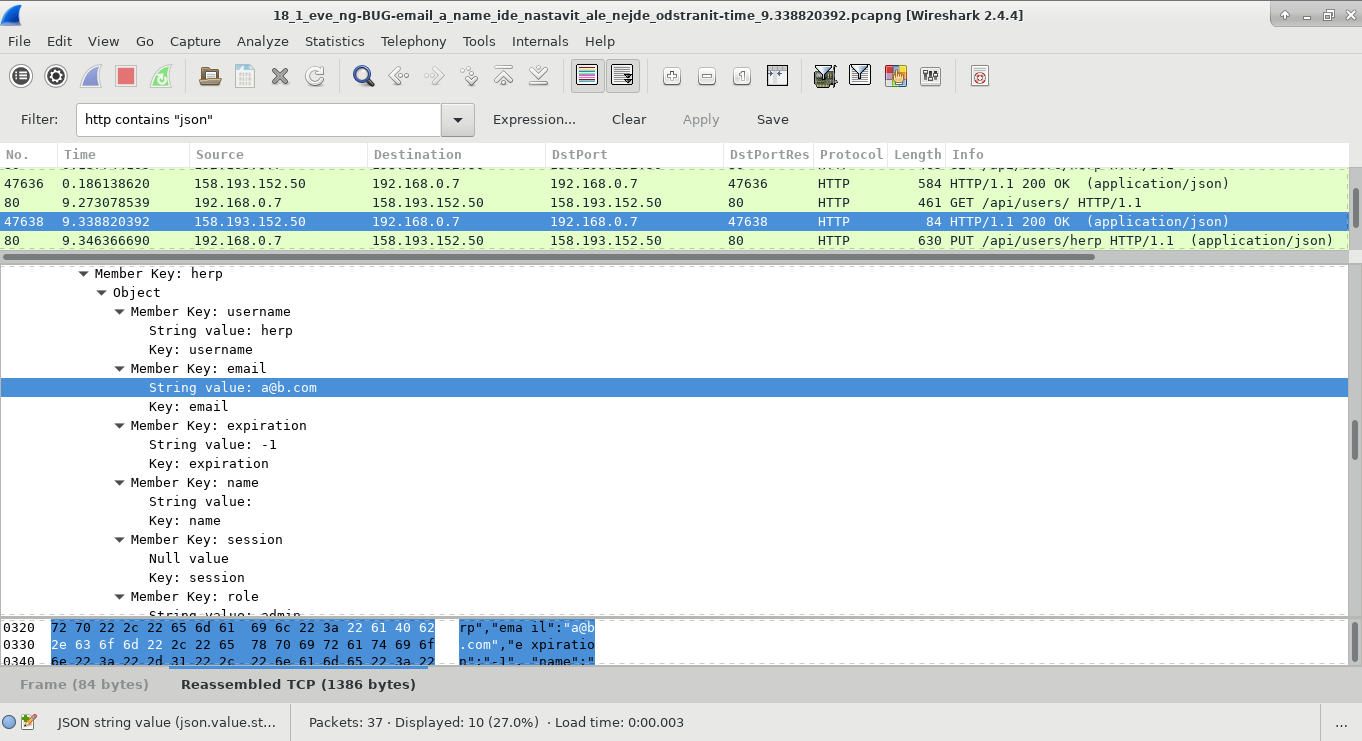 18_1_eve_ng-BUG-email_a_name_ide_nastavit_ale_nejde_odstranit-time_9.338820392.pcapng [Wireshark 2.4.4]
File Edit View Go Capture Analyze Statistics Telephony Tools Internals Help
Filter: http contains "json" Expression... Clear Apply Save
No. Time Source Destination DstPort DstPortRes Protocol Length Info
47636 0.186138620 158.193.152.50 192.168.0.7 192.168.0.7 47636 HTTP 584 HTTP/1.1 200 OK (application/json)
80 9.273078539 192.168.0.7 158.193.152.50 158.193.152.50 80 HTTP 461 GET /api/users/ HTTP/1.1
47638 9.338820392 158.193.152.50 192.168.0.7 192.168.0.7 47638 HTTP 84 HTTP/1.1 200 OK (application/json)
80 9.346366690 192.168.0.7 158.193.152.50 158.193.152.50 80 HTTP 630 PUT /api/users/herp HTTP/1.1 (application/json)
Member Key: herp
Object
Member Key: username
String value: herp
Key: username
Member Key: email
String value: a@b.com
Key: email
Member Key: expiration
String value: -1
Key: expiration
Member Key: name
String value:
Key: name
Member Key: session
Null value
Key: session
Member Key: role
String value: admin
0320 72 70 22 2c 22 65 6d 61 69 6c 22 3a 22 61 40 62 rp","ema il":"a@b
0330 2e 63 6f 6d 22 2c 22 65 78 70 69 72 61 74 69 6f .com","e xpiratio
0340 6e 22 3a 22 2d 31 22 2c 22 6e 61 6d 65 22 3a 22 n":"-1", "name":"
Frame (84 bytes) Reassembled TCP (1386 bytes)
JSON string value (json.value.st... Packets: 37 · Displayed: 10 (27.0%) · Load time: 0:00.003 ...